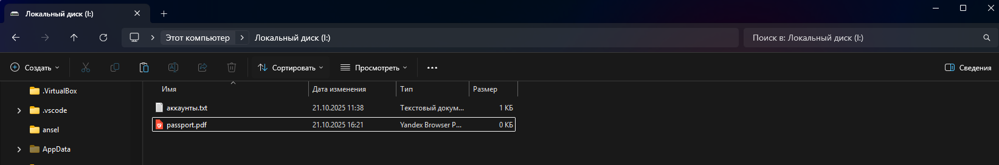 Локальный диск (I:)
Этот компьютер Локальный диск (I:) Поиск в: Локальный диск (I:)
Создать Сортировать Просмотреть Сведения
Имя Дата изменения Тип Размер
.VirtualBox
.vscode
ansel
AppData
аккаунты.txt 21.10.2025 11:38 Текстовый докум... 1 КБ
passport.pdf 21.10.2025 16:21 Yandex Browser P... 0 КБ